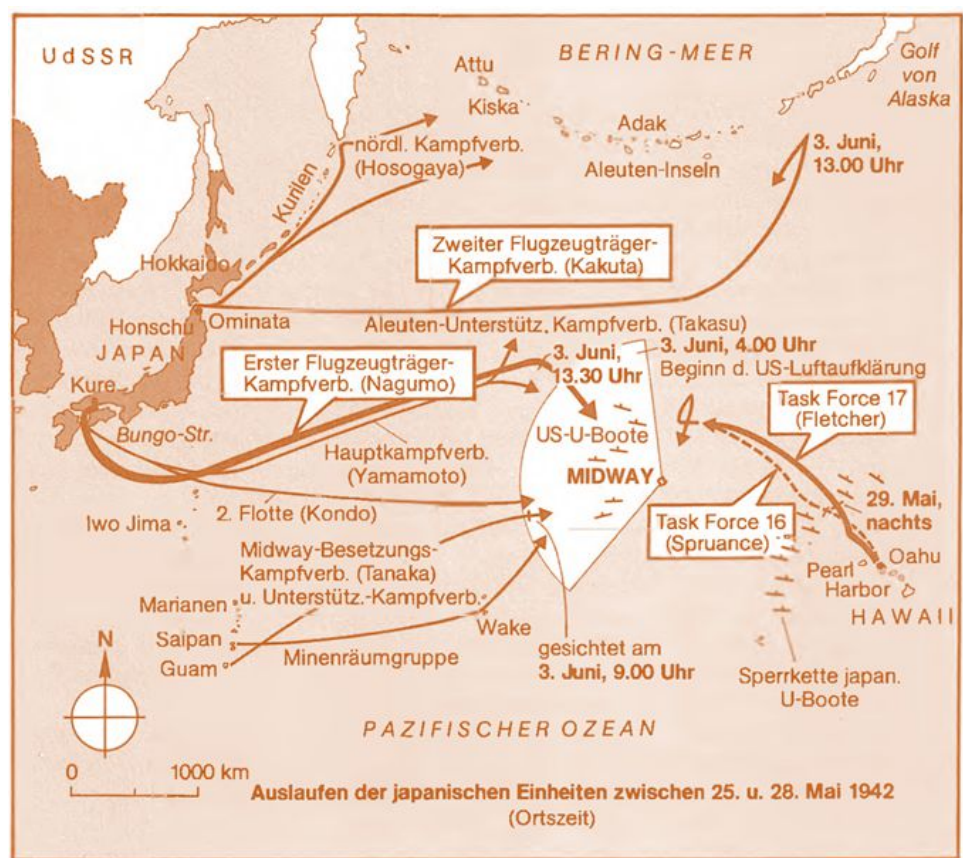 UdSSR
BERING-MEER
Golf
von
Alaska
Attu
Kiska
Adak
Aleuten-Inseln
nördl. Kampfverb.
(Hosogaya)
3. Juni,
13.00 Uhr
Kurilen
Zweiter Flugzeugträger-
Kampfverb. (Kakuta)
Hokkaido
Honschu
Ominata
JAPAN
Aleuten-Unterstütz. Kampfverb. (Takasu)
Erster Flugzeugträger-
Kampfverb. (Nagumo)
3. Juni,
13.30 Uhr
3. Juni, 4.00 Uhr
Beginn d. US-Luftaufklärung
Kure
Bungo-Str.
Task Force 17
(Fletcher)
Hauptkampfverb.
(Yamamoto)
US-U-Boote
MIDWAY
29. Mai,
nachts
Iwo Jima
2. Flotte (Kondo)
Task Force 16
(Spruance)
Oahu
Pearl
Harbor
HAWAII
Midway-Besetzungs-
Kampfverb. (Tanaka)
u. Unterstütz.-Kampfverb.
Marianen
Saipan
Guam
Wake
Minenräumgruppe
gesichtet am
3. Juni, 9.00 Uhr
Sperrkette japan.
U-Boote
N
PAZIFISCHER OZEAN
0 1000 km
Auslaufen der japanischen Einheiten zwischen 25. u. 28. Mai 1942
(Ortszeit)